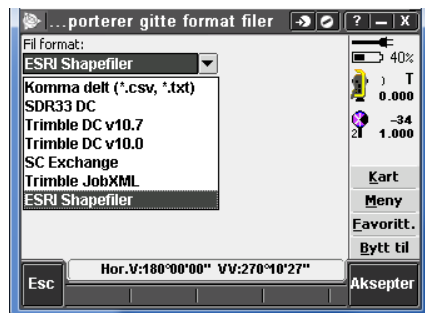 ...porterer gitte format filer
? – X
Fil format:
ESRI Shapefiler
Komma delt (*.csv, *.txt)
SDR33 DC
Trimble DC v10.7
Trimble DC v10.0
SC Exchange
Trimble JobXML
ESRI Shapefiler
40%
) T
0.000
-34
21 1.000
Kart
Meny
Favoritt.
Bytt til
Hor.V:180°00'00" VV:270°10'27"
Esc
Aksepter